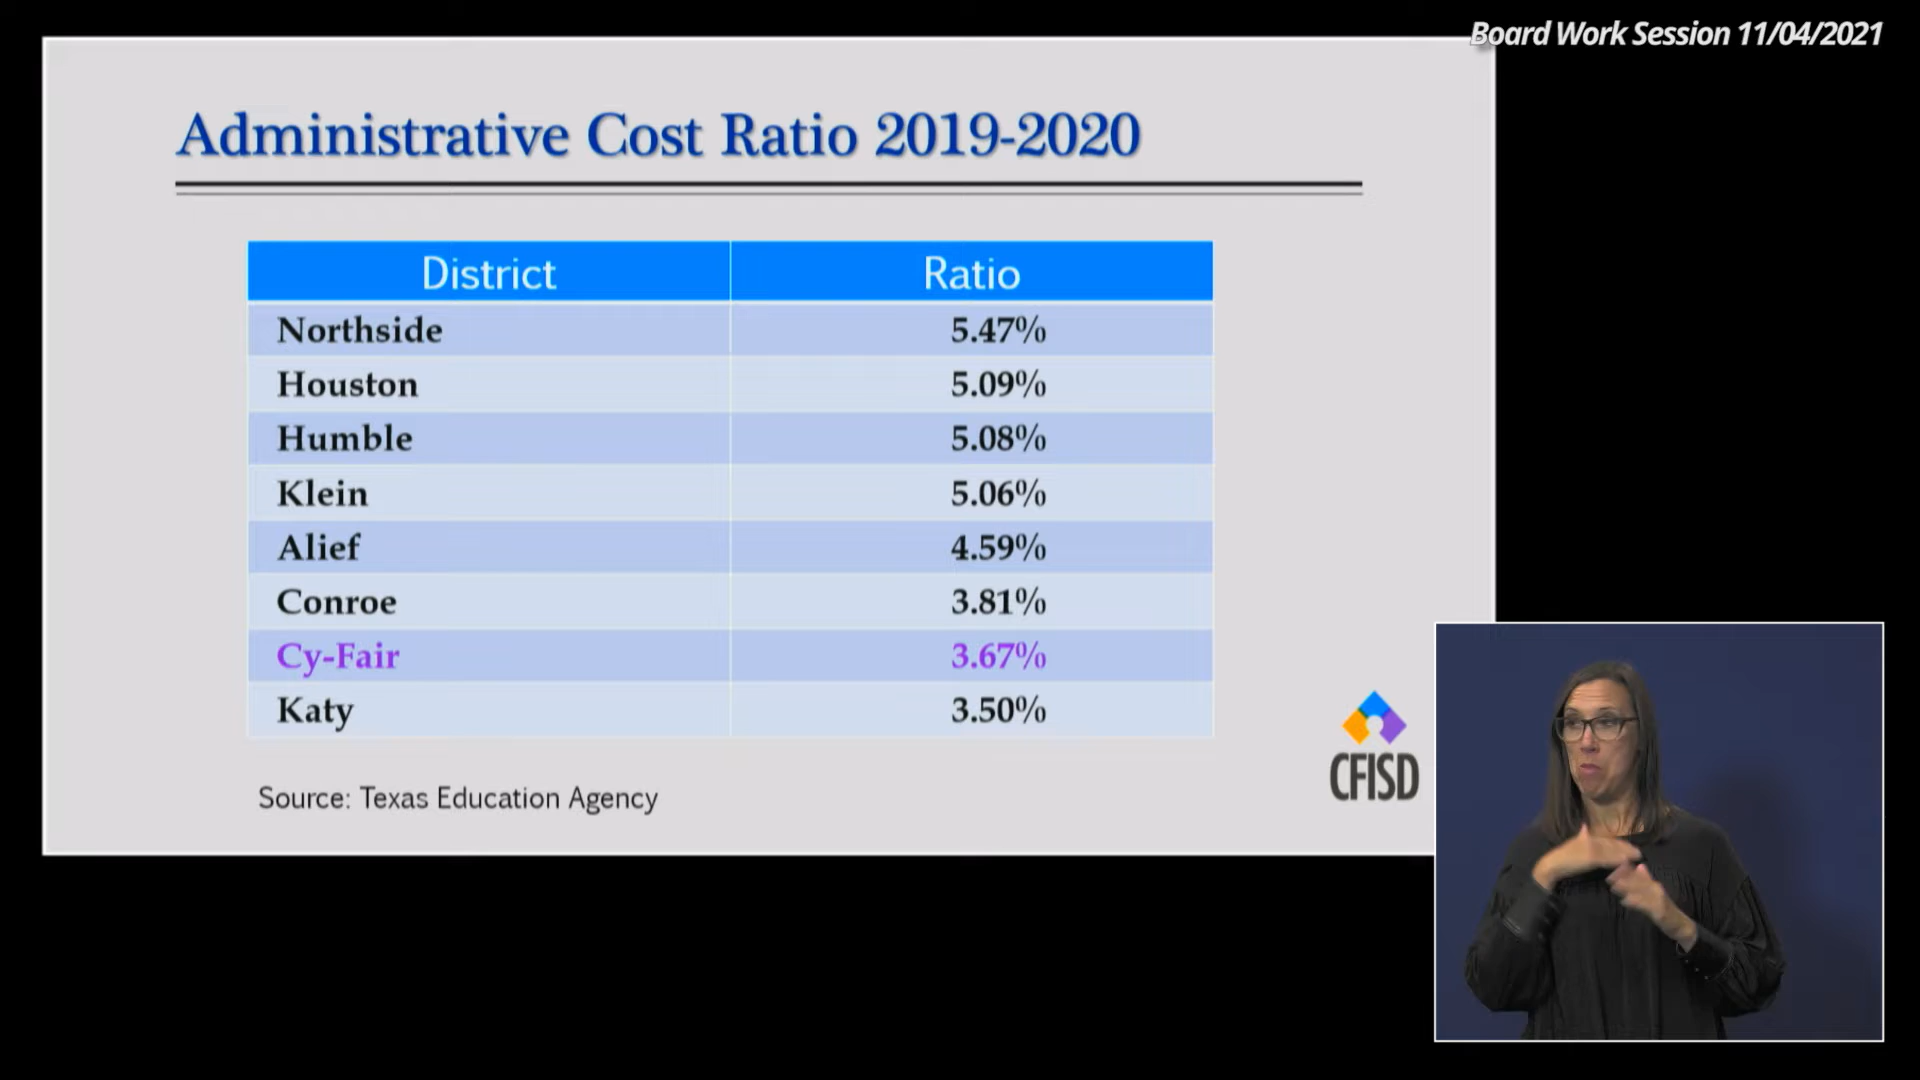 Board Work Session 11/04/2021
Administrative Cost Ratio 2019-2020
District Ratio
Northside 5.47%
Houston 5.09%
Humble 5.08%
Klein 5.06%
Alief 4.59%
Conroe 3.81%
Cy-Fair 3.67%
Katy 3.50%
Source: Texas Education Agency
CFISD